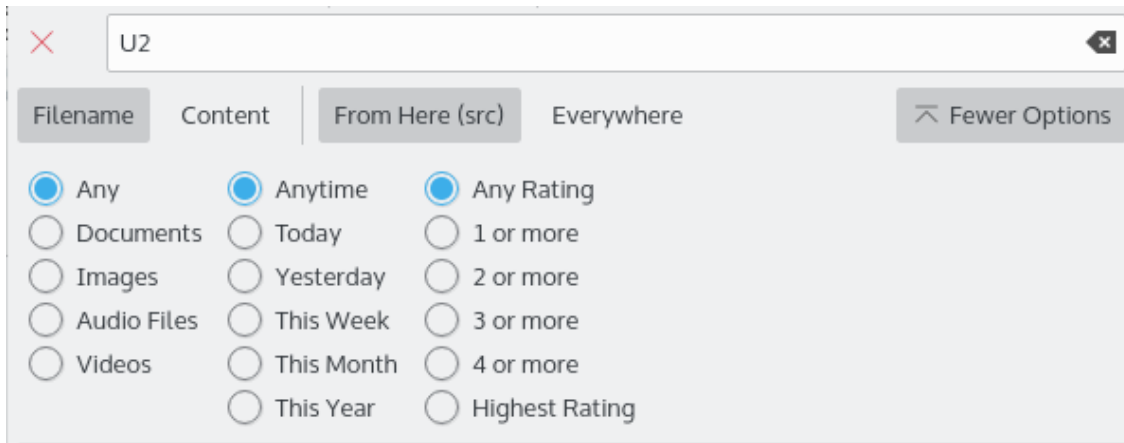 U2
Filename Content From Here (src) Everywhere Fewer Options
Any Anytime Any Rating
Documents Today 1 or more
Images Yesterday 2 or more
Audio Files This Week 3 or more
Videos This Month 4 or more
This Year Highest Rating